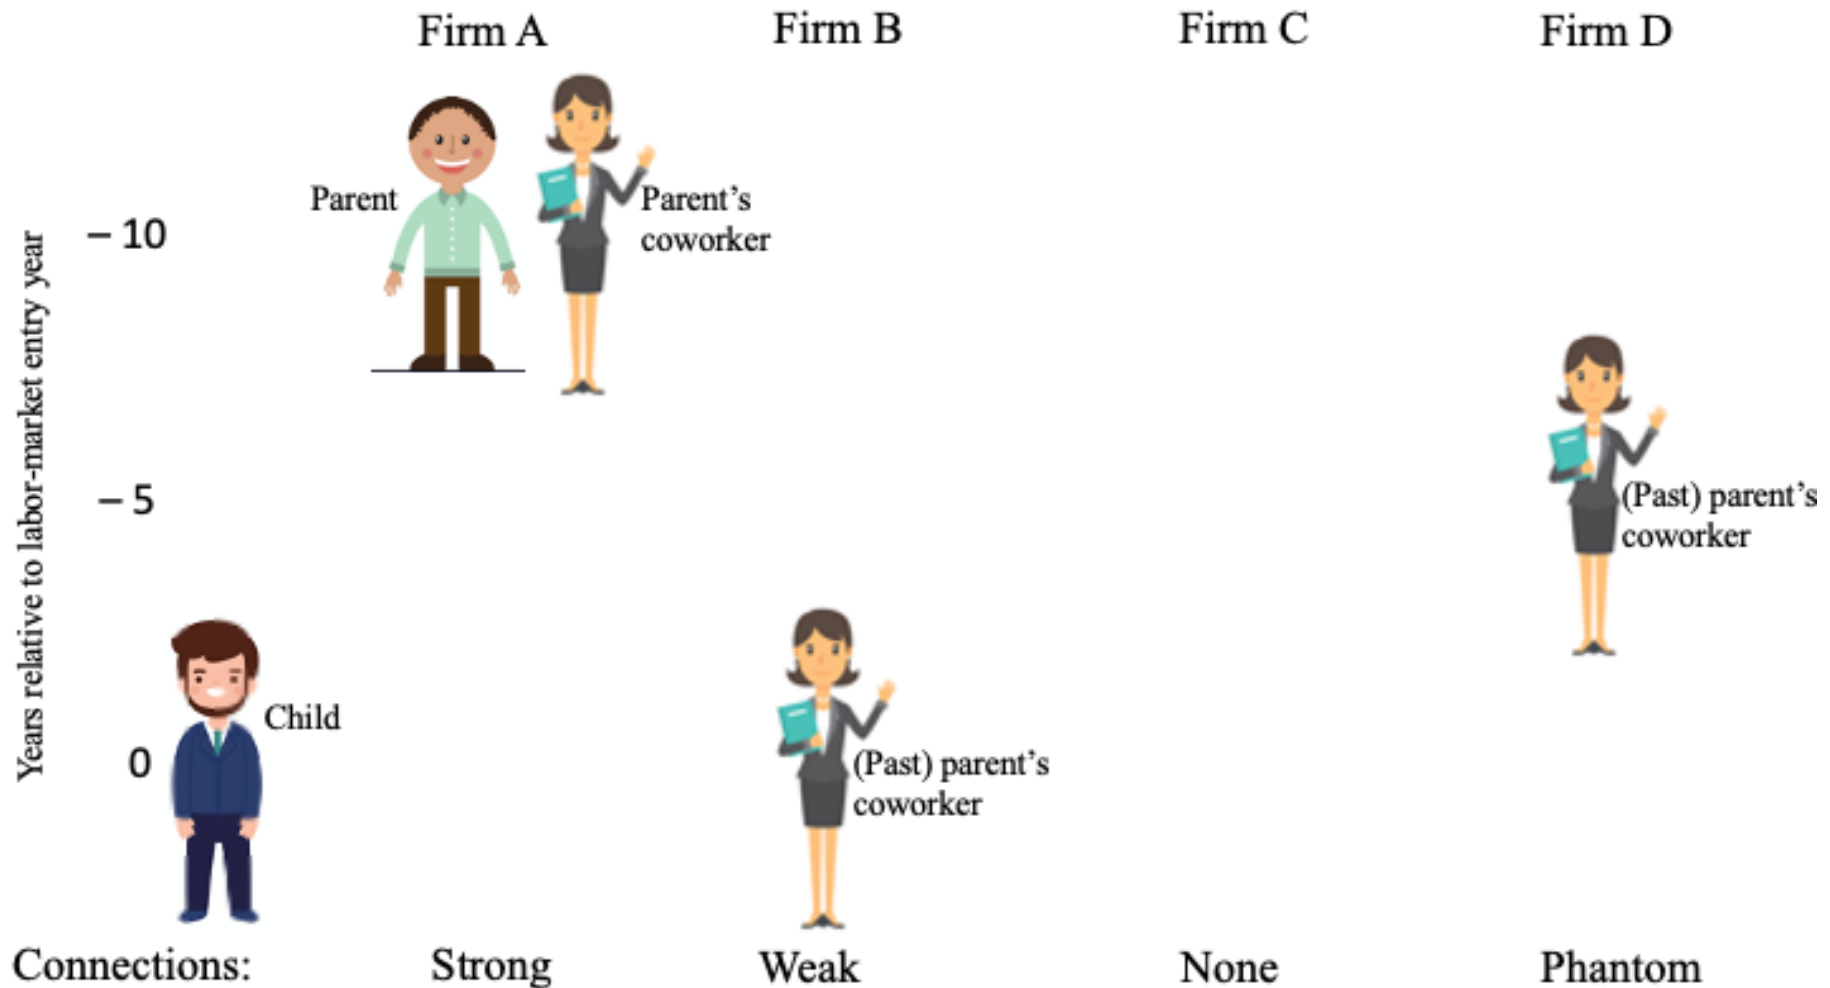 Firm A
Firm B
Firm C
Firm D
Years relative to labor-market entry year
– 10
– 5
0
Parent
Parent’s
coworker
(Past) parent’s
coworker
Child
(Past) parent’s
coworker
Connections:
Strong
Weak
None
Phantom